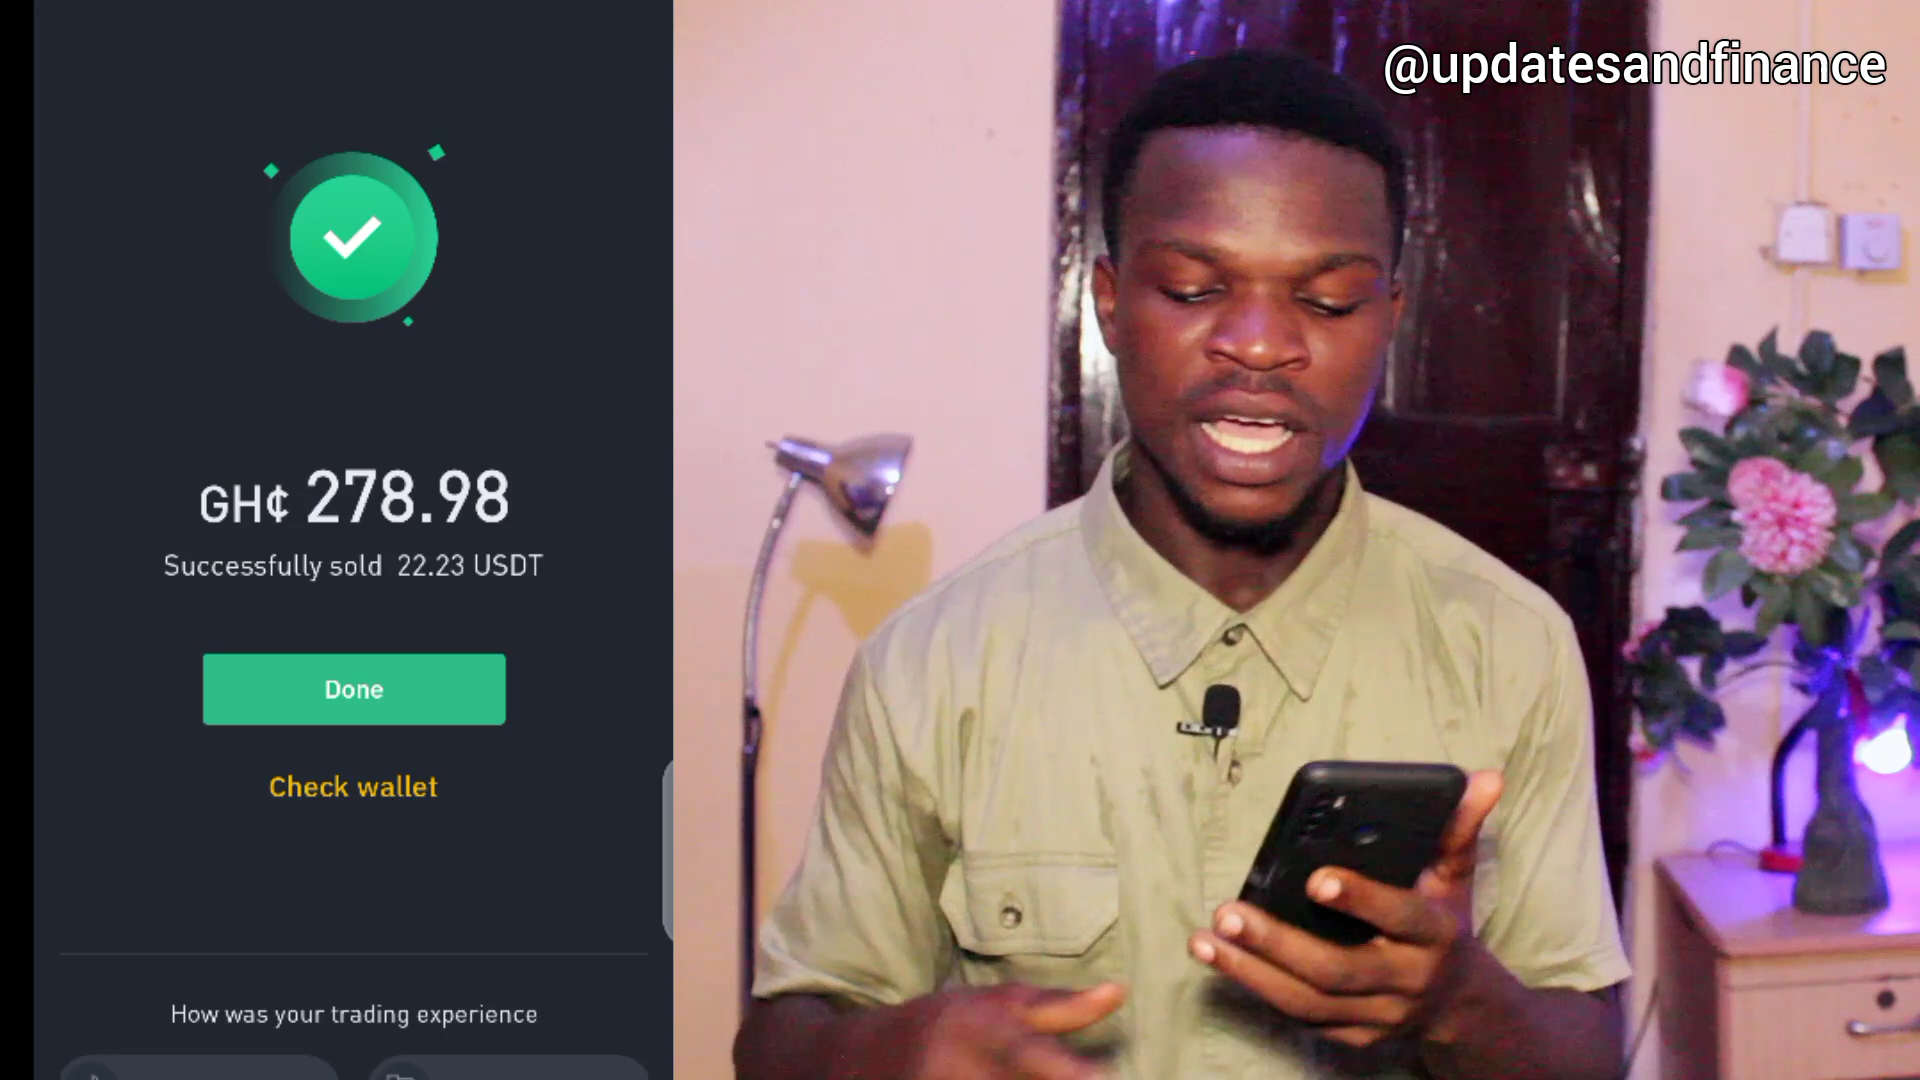 @updatesandfinance
GH¢ 278.98
Successfully sold 22.23 USDT
Done
Check wallet
How was your trading experience